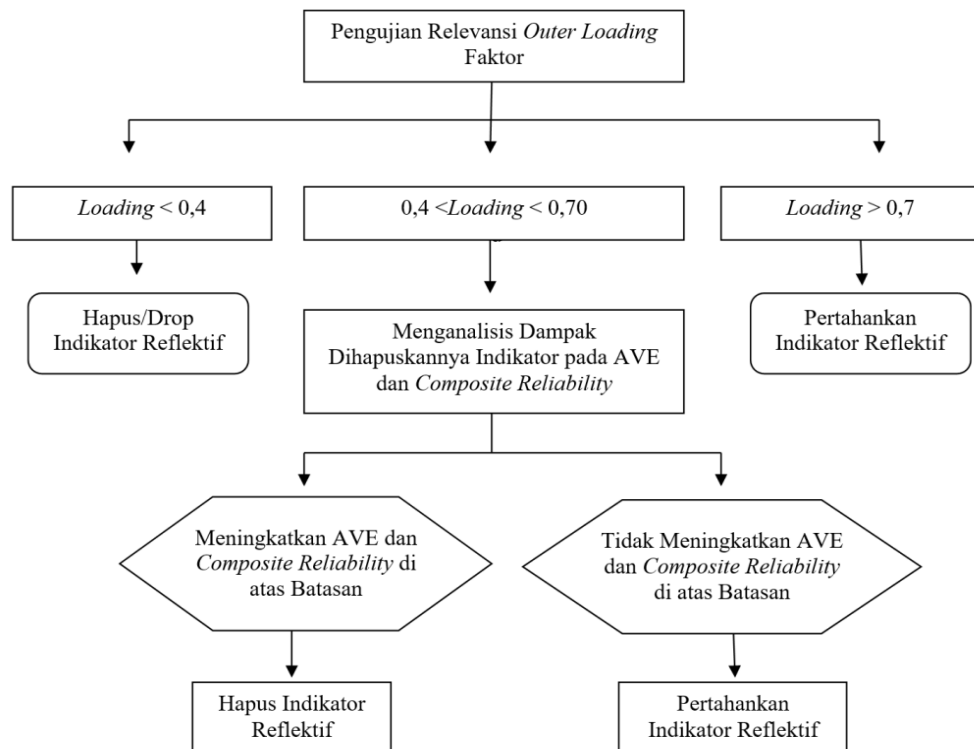 Pengujian Relevansi Outer Loading
Faktor
Loading < 0,4
0,4 <Loading < 0,70
Loading > 0,7
Hapus/Drop
Indikator Reflektif
Menganalisis Dampak
Dihapuskannya Indikator pada AVE
dan Composite Reliability
Pertahankan
Indikator Reflektif
Meningkatkan AVE dan
Composite Reliability di
atas Batasan
Tidak Meningkatkan AVE
dan Composite Reliability
di atas Batasan
Hapus Indikator
Reflektif
Pertahankan
Indikator Reflektif